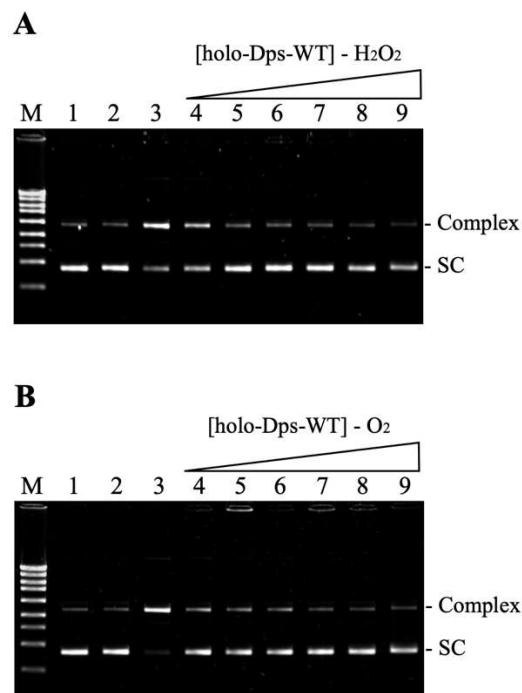 A
[holo-Dps-WT] - H₂O₂
M 1 2 3 4 5 6 7 8 9
- Complex
- SC
B
[holo-Dps-WT] - O₂
M 1 2 3 4 5 6 7 8 9
- Complex
- SC